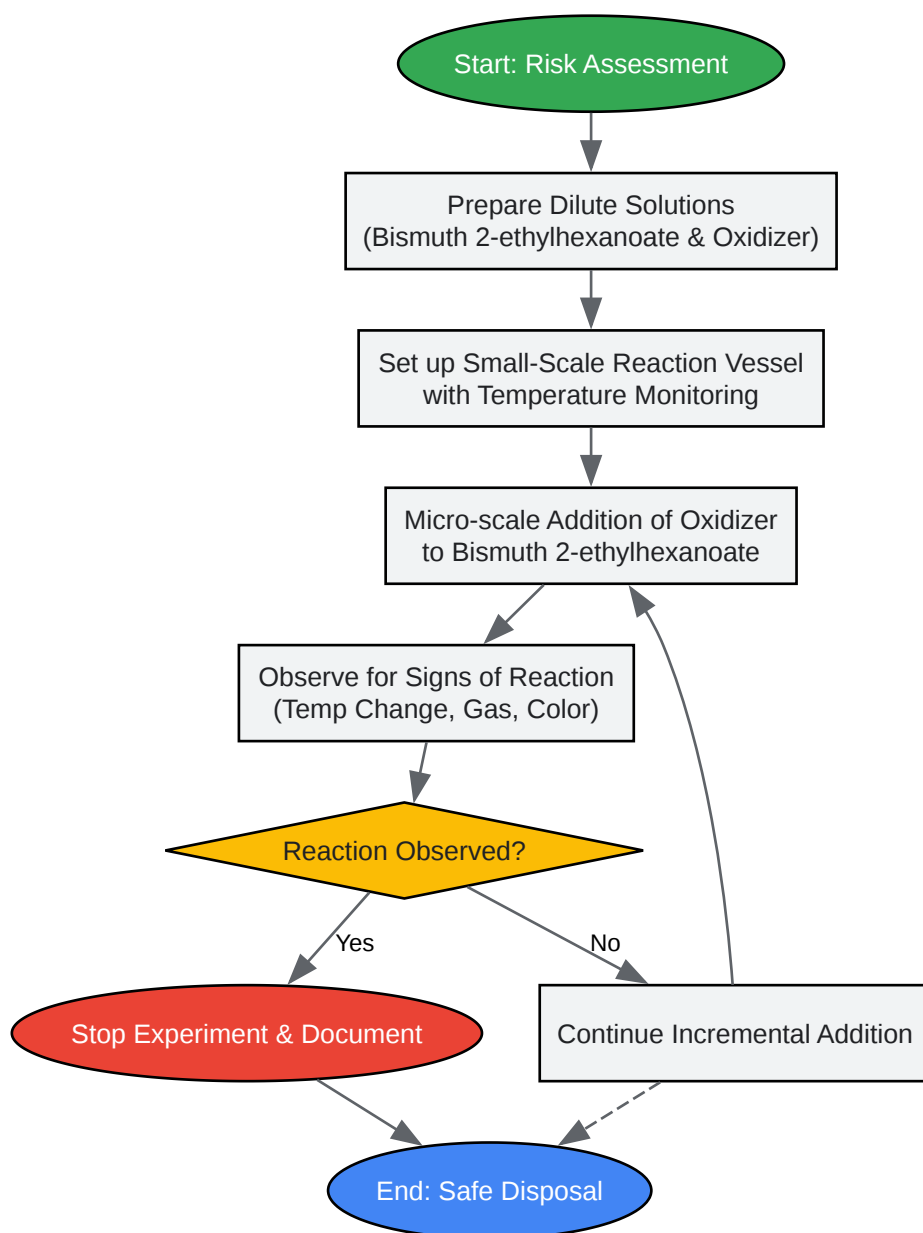 Start: Risk Assessment
Prepare Dilute Solutions
(Bismuth 2-ethylhexanoate & Oxidizer)
Set up Small-Scale Reaction Vessel
with Temperature Monitoring
Micro-scale Addition of Oxidizer
to Bismuth 2-ethylhexanoate
Observe for Signs of Reaction
(Temp Change, Gas, Color)
Reaction Observed?
Yes
No
Stop Experiment & Document
Continue Incremental Addition
End: Safe Disposal